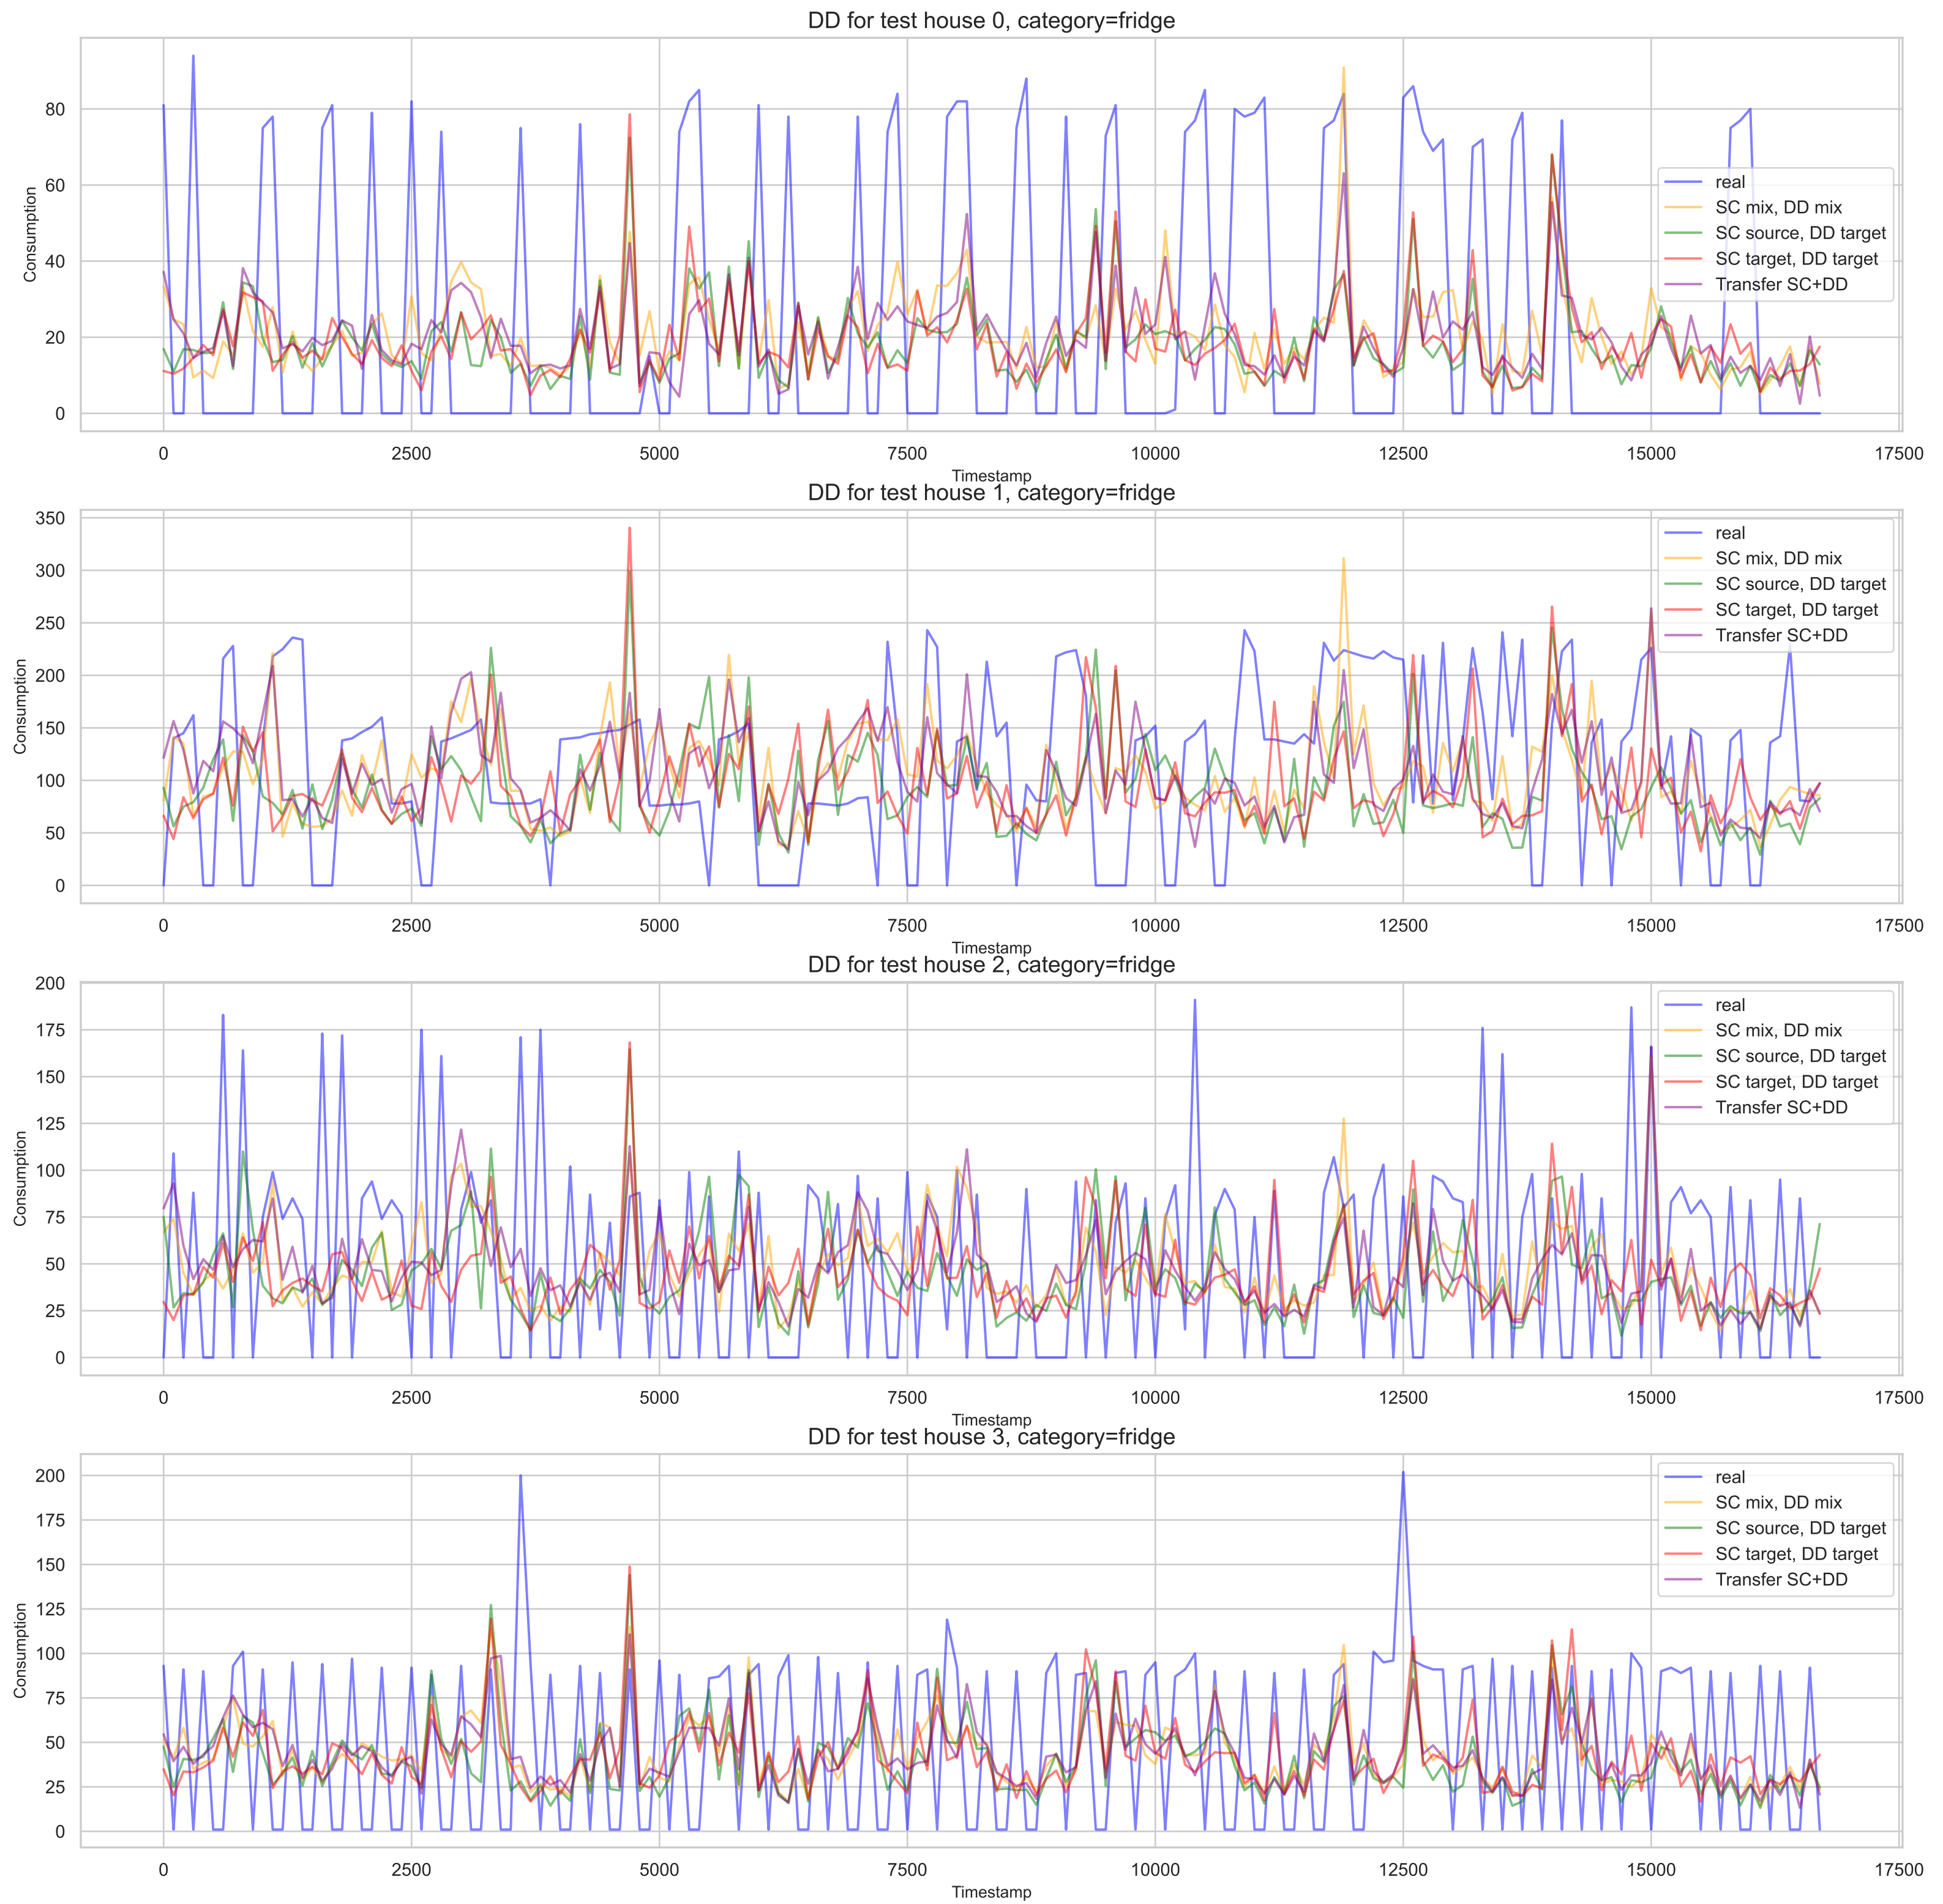 DD for test house 0, category=fridge
Consumption
80
60
40
20
0
real
SC mix, DD mix
SC source, DD target
SC target, DD target
Transfer SC+DD
0 2500 5000 7500 10000 12500 15000 17500
Timestamp
DD for test house 1, category=fridge
Consumption
350
300
250
200
150
100
50
0
real
SC mix, DD mix
SC source, DD target
SC target, DD target
Transfer SC+DD
0 2500 5000 7500 10000 12500 15000 17500
Timestamp
DD for test house 2, category=fridge
Consumption
200
175
150
125
100
75
50
25
0
real
SC mix, DD mix
SC source, DD target
SC target, DD target
Transfer SC+DD
0 2500 5000 7500 10000 12500 15000 17500
Timestamp
DD for test house 3, category=fridge
Consumption
200
175
150
125
100
75
50
25
0
real
SC mix, DD mix
SC source, DD target
SC target, DD target
Transfer SC+DD
0 2500 5000 7500 10000 12500 15000 17500
Timestamp